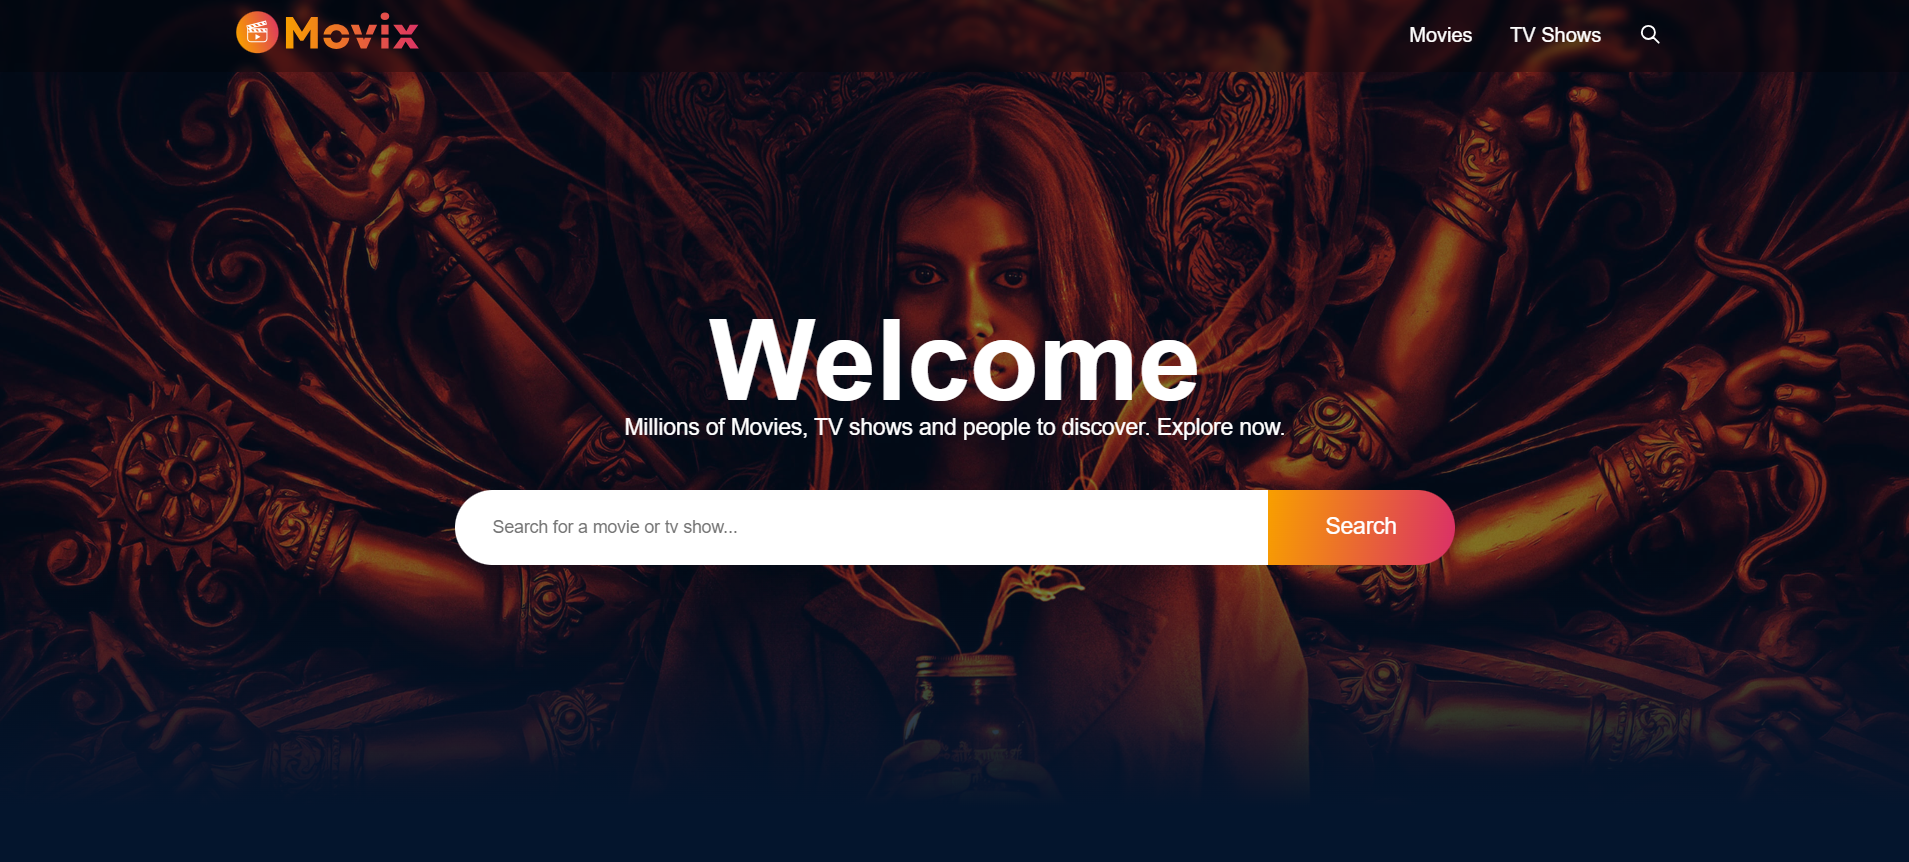 Movix
Movies
TV Shows
Welcome
Millions of Movies, TV shows and people to discover. Explore now.
Search for a movie or tv show...
Search